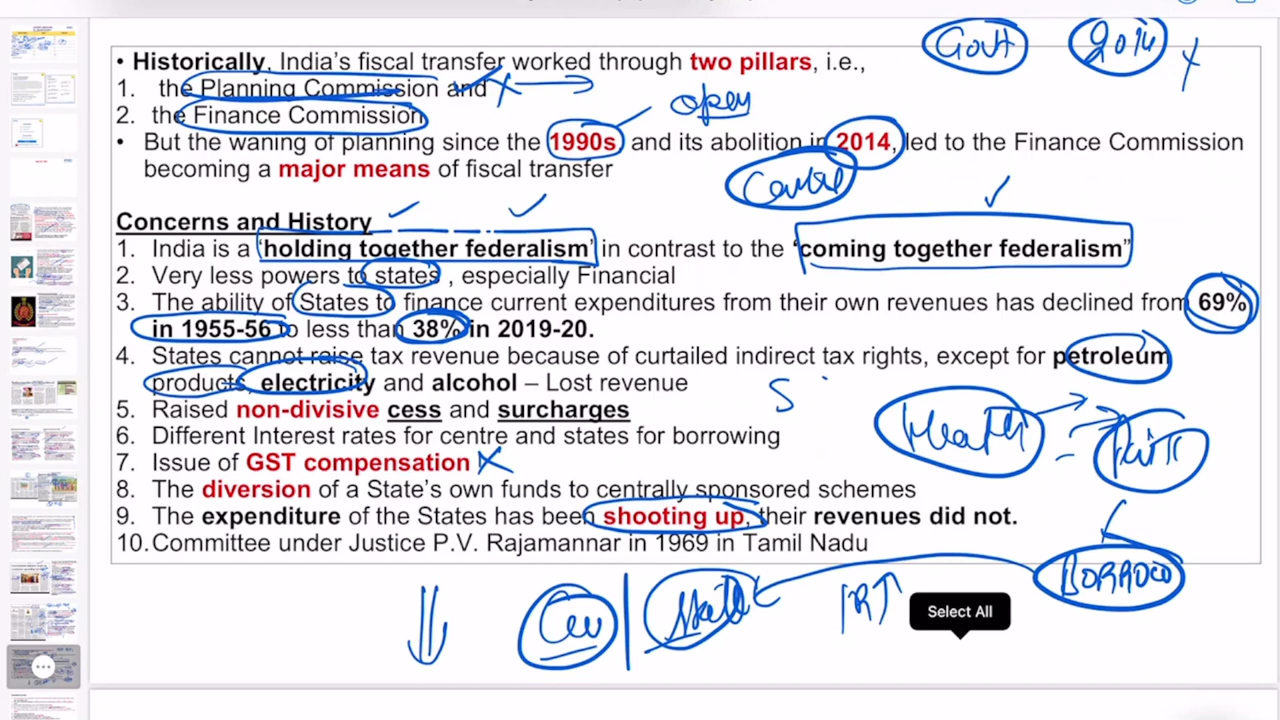 Govt 2014
• Historically, India's fiscal transfer worked through two pillars, i.e.,
1. the Planning Commission and
2. the Finance Commission
open
• But the waning of planning since the 1990s and its abolition in 2014, led to the Finance Commission
becoming a major means of fiscal transfer
Concerns and History
1. India is a 'holding together federalism' in contrast to the "coming together federalism"
2. Very less powers to states , especially Financial
3. The ability of States to finance current expenditures from their own revenues has declined from 69%
in 1955-56 to less than 38% in 2019-20.
4. States cannot raise tax revenue because of curtailed indirect tax rights, except for petroleum
products, electricity and alcohol – Lost revenue
S
5. Raised non-divisive cess and surcharges
Health
6. Different Interest rates for centre and states for borrowing
7. Issue of GST compensation
8. The diversion of a State's own funds to centrally sponsored schemes
9. The expenditure of the States has been shooting up, their revenues did not.
10. Committee under Justice P.V. Rajamannar in 1969 in Tamil Nadu
Cen State IR BORROW
Select All